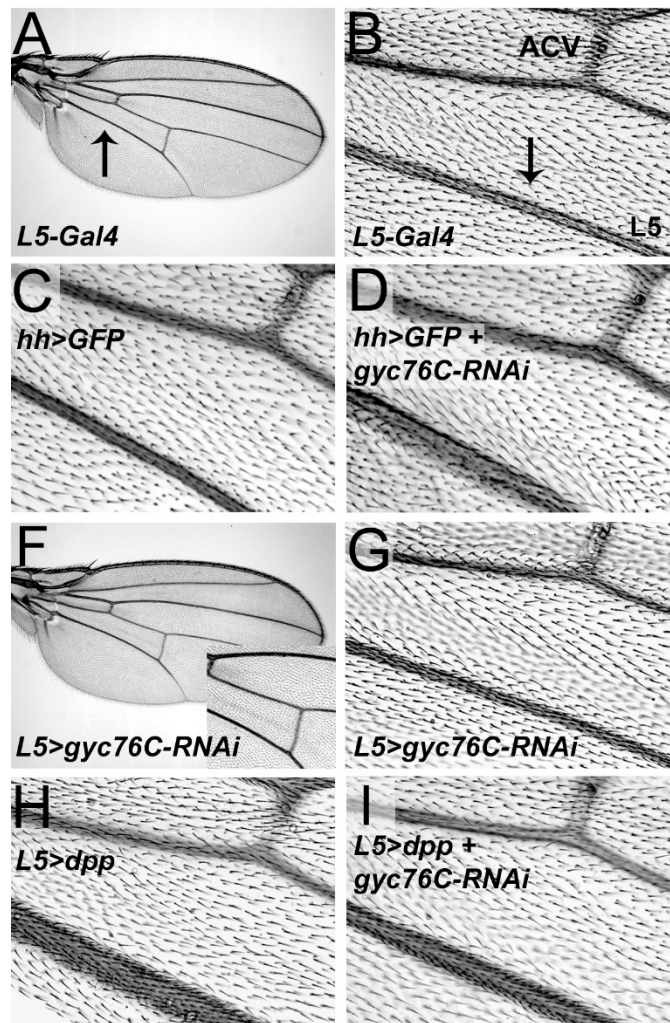 A
L5-Gal4
B
ACV
L5
L5-Gal4
C
hh>GFP
D
hh>GFP +
gyc76C-RNAi
F
L5>gyc76C-RNAi
G
L5>gyc76C-RNAi
H
L5>dpp
I
L5>dpp +
gyc76C-RNAi